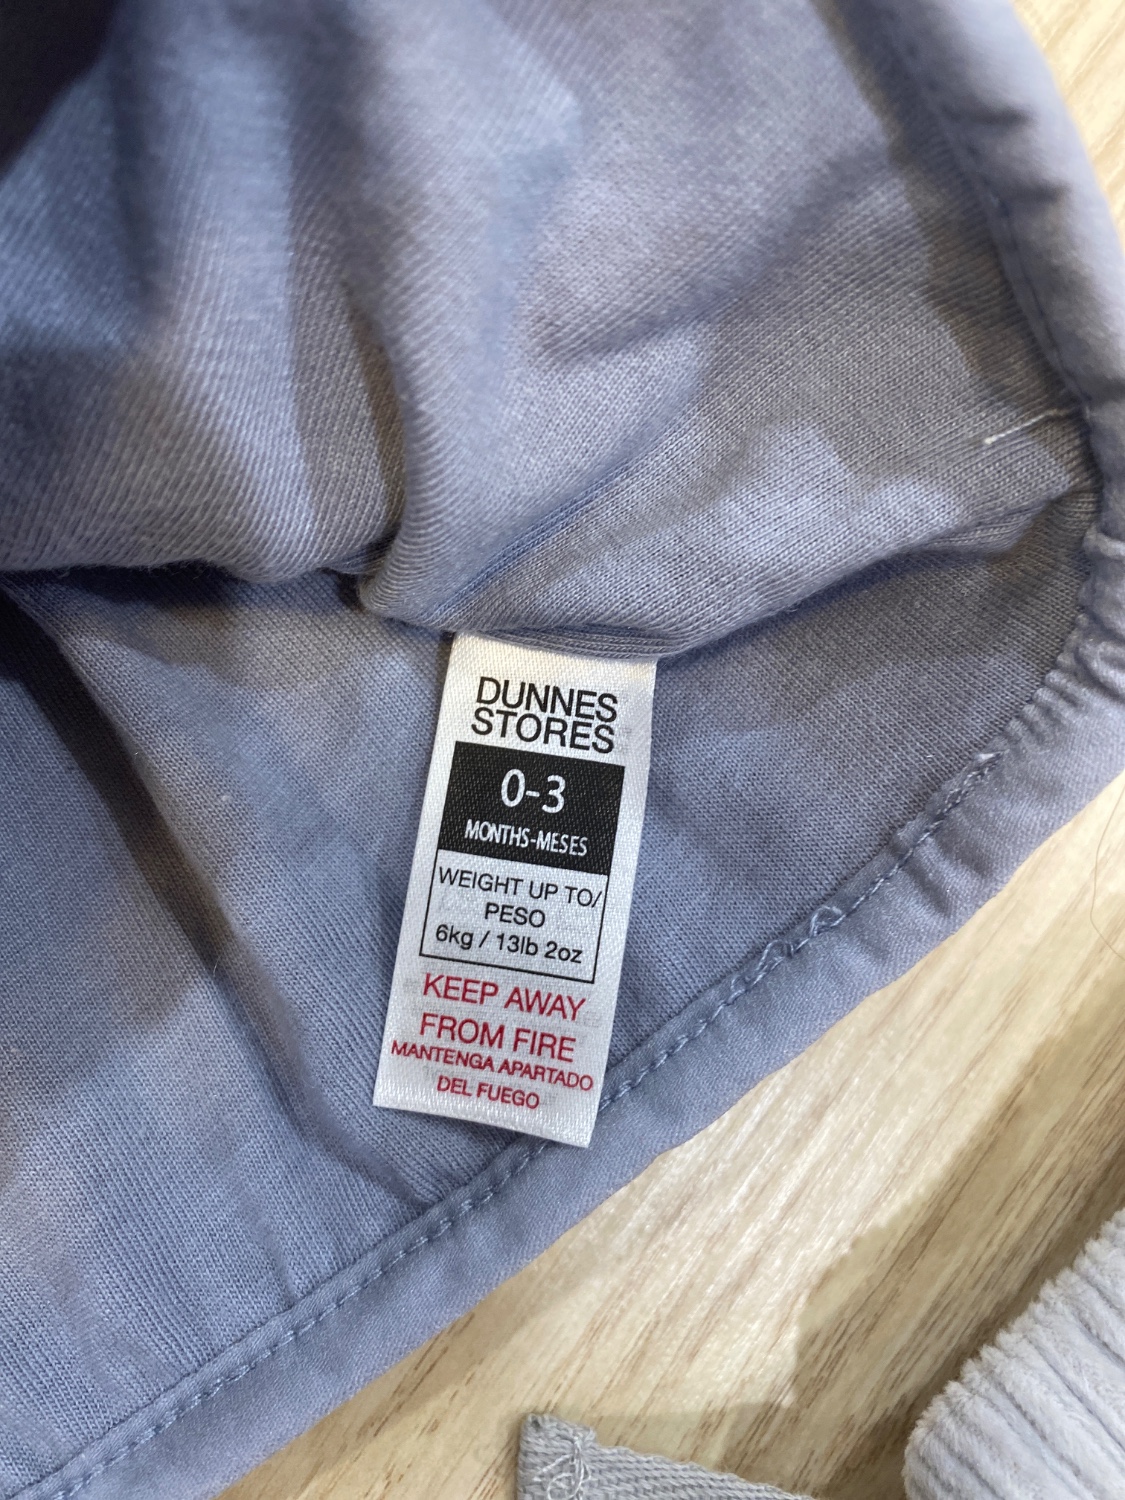 DUNNES
STORES
0-3
MONTHS-MESES
WEIGHT UP TO/
PESO
6kg / 13lb 2oz
KEEP AWAY
FROM FIRE
MANTENGA APARTADO
DEL FUEGO